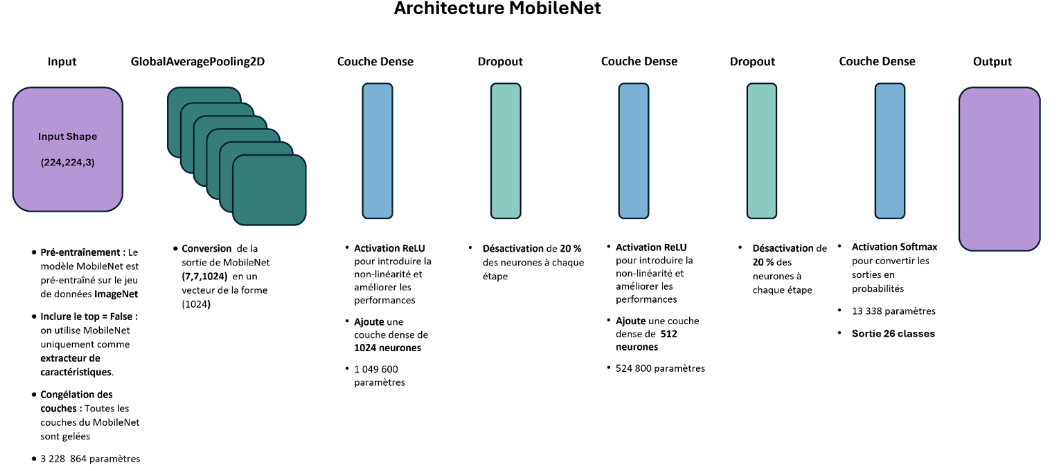 Architecture MobileNet
Input
GlobalAveragePooling2D
Couche Dense
Dropout
Couche Dense
Dropout
Couche Dense
Output
Input Shape
(224,224,3)
• Pré-entraînement : Le
modèle MobileNet est
pré-entraîné sur le jeu
de données ImageNet
• Inclure le top = False :
on utilise MobileNet
uniquement comme
extracteur de
caractéristiques.
• Congélation des
couches : Toutes les
couches du MobileNet
sont gelées
• 3 228 864 paramètres
• Conversion de la
sortie de MobileNet
(7,7,1024) en un
vecteur de la forme
(1024)
• Activation ReLU
pour introduire la
non-linéarité et
améliorer les
performances
• Ajoute une
couche dense de
1024 neurones
• 1 049 600
paramètres
• Désactivation de 20 %
des neurones à chaque
étape
• Activation ReLU
pour introduire la
non-linéarité et
améliorer les
performances
• Ajoute une couche
dense de 512
neurones
• 524 800 paramètres
• Désactivation de
20 % des
neurones à
chaque étape
• Activation Softmax
pour convertir les
sorties en
probabilités
• 13 338 paramètres
• Sortie 26 classes